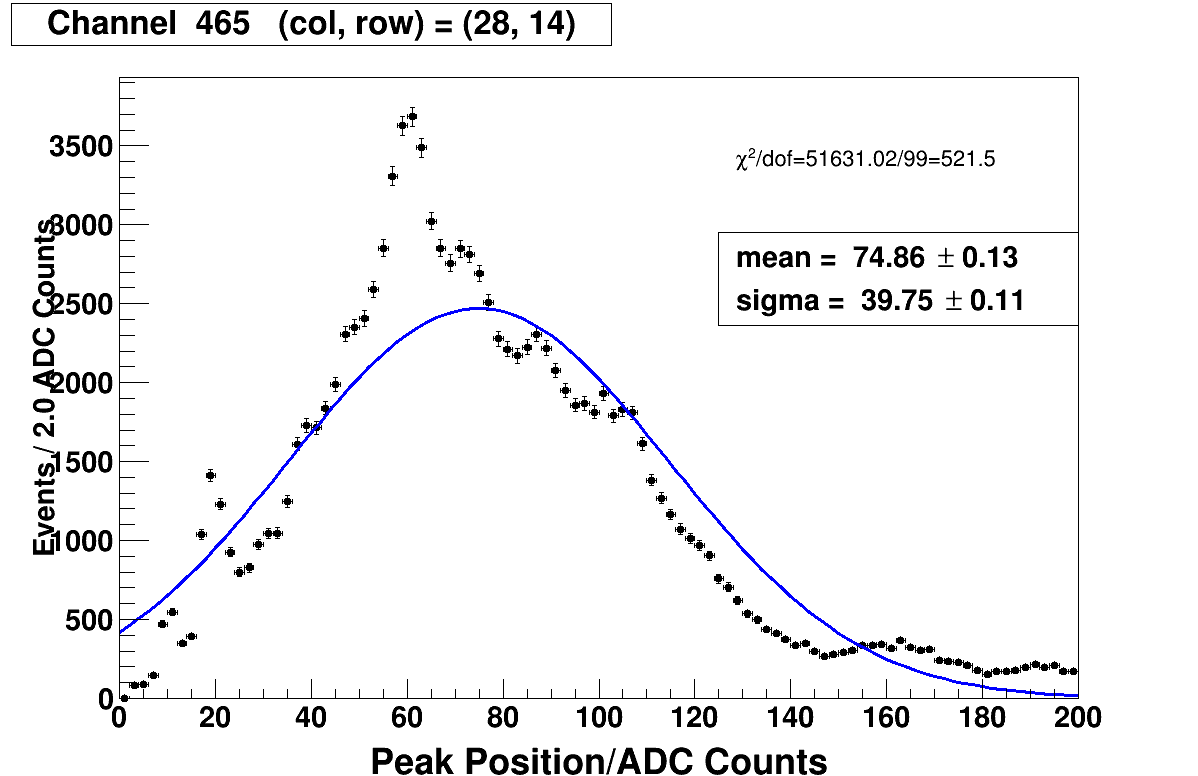 Channel 465 (col, row) = (28, 14)
χ²/dof=51631.02/99=521.5
mean = 74.86 ± 0.13
sigma = 39.75 ± 0.11
Events / 2.0 ADC Counts
3500
3000
2500
2000
1500
1000
500
0
0 20 40 60 80 100 120 140 160 180 200
Peak Position/ADC Counts